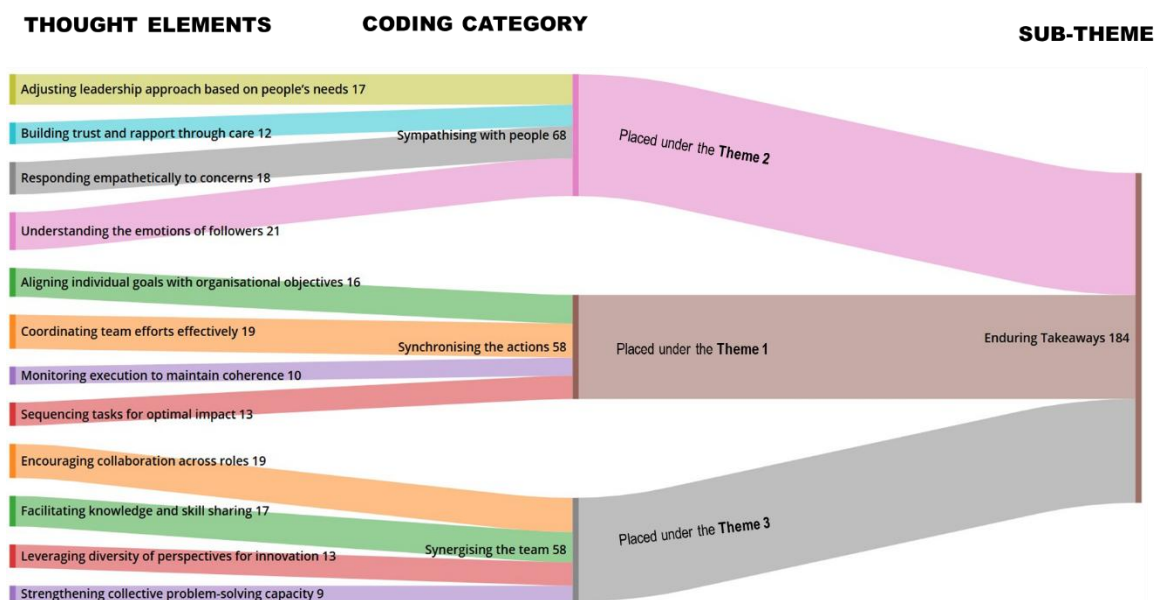 THOUGHT ELEMENTS
CODING CATEGORY
SUB-THEME
Adjusting leadership approach based on people's needs 17
Building trust and rapport through care 12
Responding empathetically to concerns 18
Understanding the emotions of followers 21
Sympathising with people 68
Placed under the Theme 2
Aligning individual goals with organisational objectives 16
Coordinating team efforts effectively 19
Monitoring execution to maintain coherence 10
Sequencing tasks for optimal impact 13
Synchronising the actions 58
Placed under the Theme 1
Enduring Takeaways 184
Encouraging collaboration across roles 19
Facilitating knowledge and skill sharing 17
Leveraging diversity of perspectives for innovation 13
Strengthening collective problem-solving capacity 9
Synergising the team 58
Placed under the Theme 3